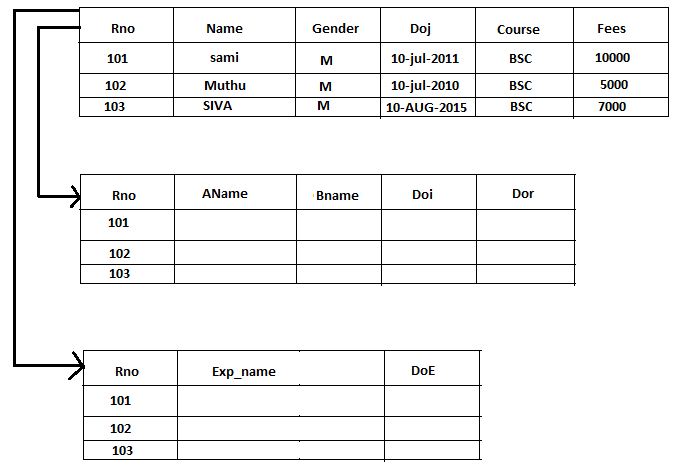 Rno Name Gender Doj Course Fees
101 sami M 10-jul-2011 BSC 10000
102 Muthu M 10-jul-2010 BSC 5000
103 SIVA M 10-AUG-2015 BSC 7000
Rno AName Bname Doi Dor
101
102
103
Rno Exp_name DoE
101
102
103